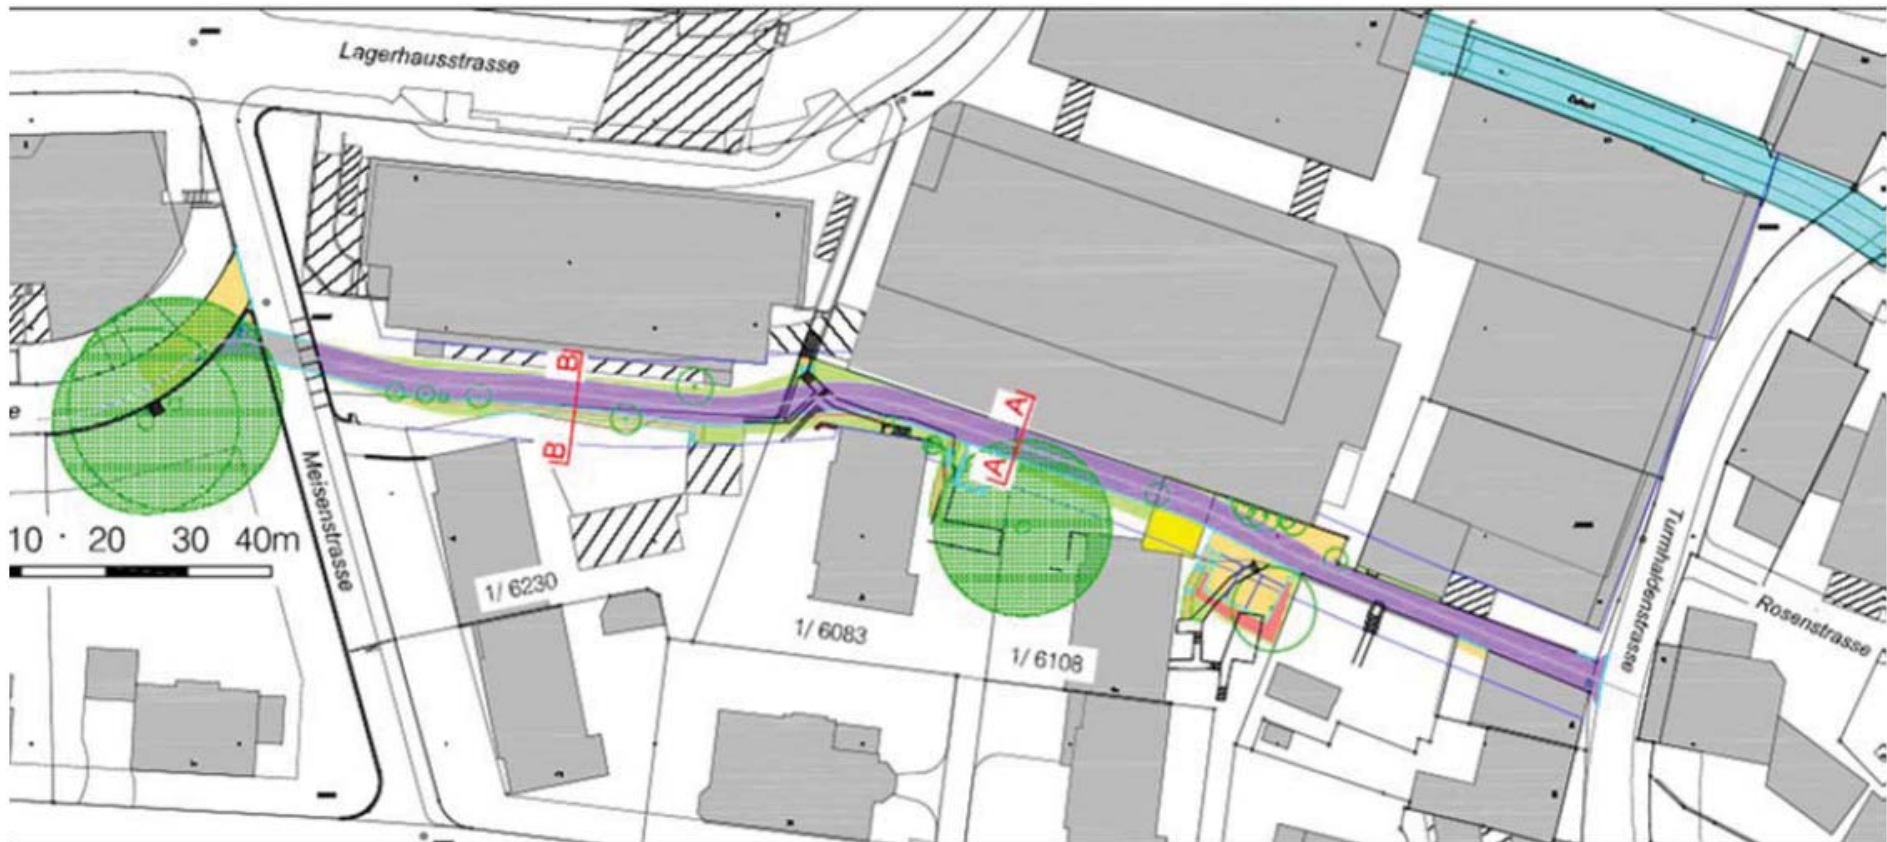 Lagerhausstrasse
B
A
e
B
A
10 · 20 30 40m
Meisenstrasse
1/ 6230
1/ 6083
1/ 6108
Turmhaldenstrasse
Rosenstrasse